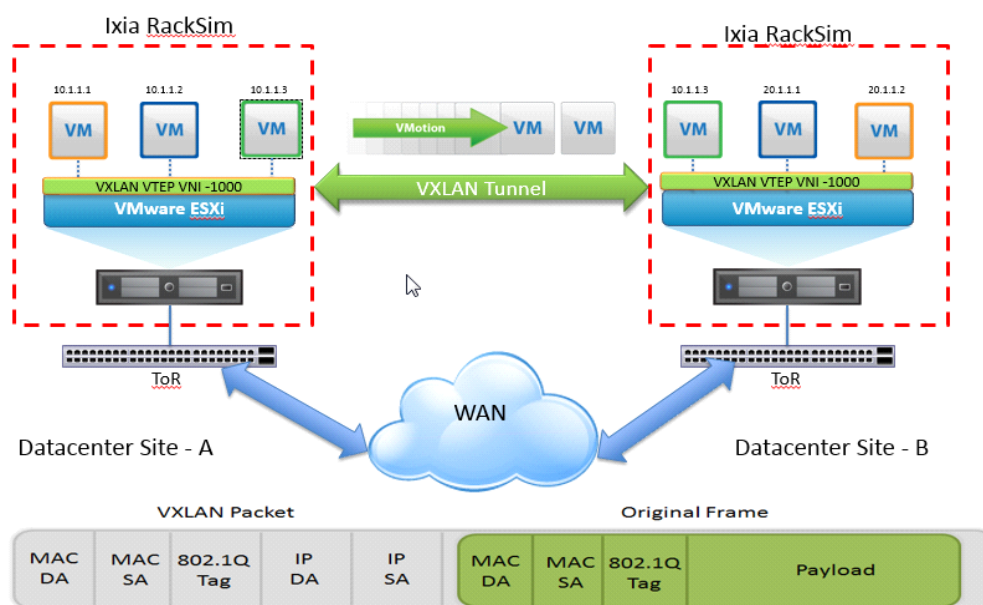 Ixia RackSim
Ixia RackSim
10.1.1.1
10.1.1.2
10.1.1.3
VM
VM
VM
VMotion
VM
VM
10.1.1.3
20.1.1.1
20.1.1.2
VM
VM
VM
VXLAN VTEP VNI -1000
VMware ESXi
VXLAN Tunnel
VXLAN VTEP VNI -1000
VMware ESXi
ToR
ToR
WAN
Datacenter Site - A
Datacenter Site - B
VXLAN Packet
Original Frame
MAC DA
MAC SA
802.1Q Tag
IP DA
IP SA
MAC DA
MAC SA
802.1Q Tag
Payload